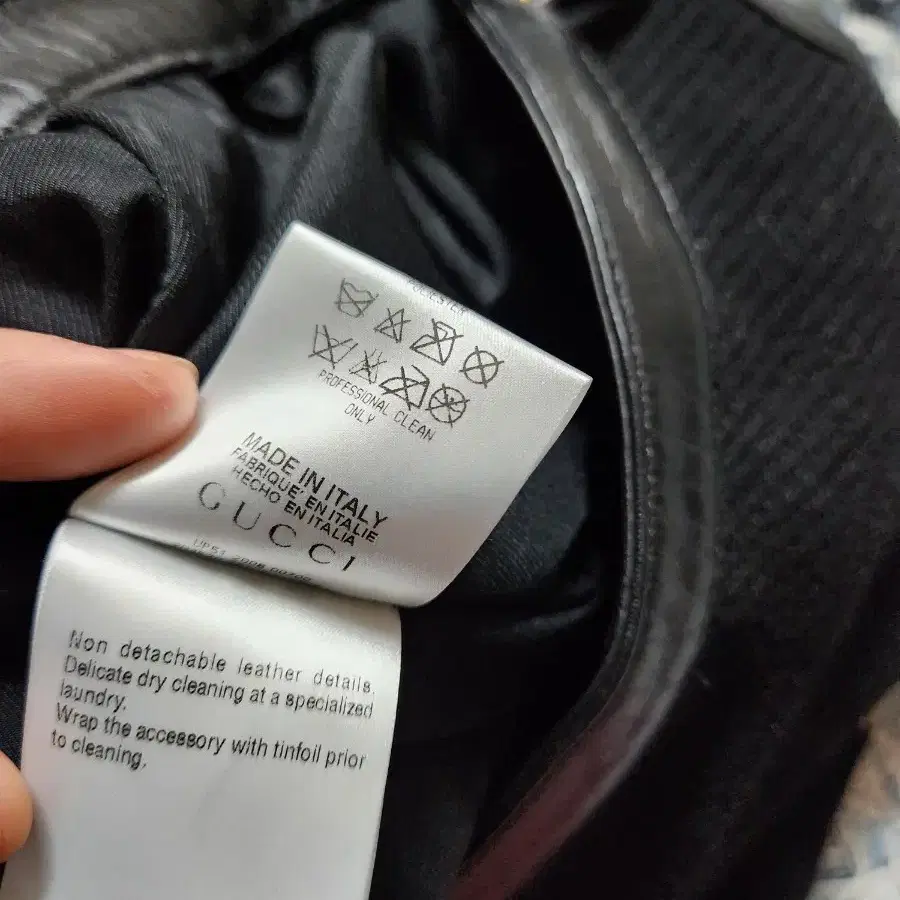 POLIESTER
PROFESSIONAL CLEAN
ONLY
MADE IN ITALY
FABRIQUE' EN ITALIE
HECHO EN ITALIA
GUCCI
Non detachable leather details.
Delicate dry cleaning at a specialized
laundry.
Wrap the accessory with tinfoil prior
to cleaning.